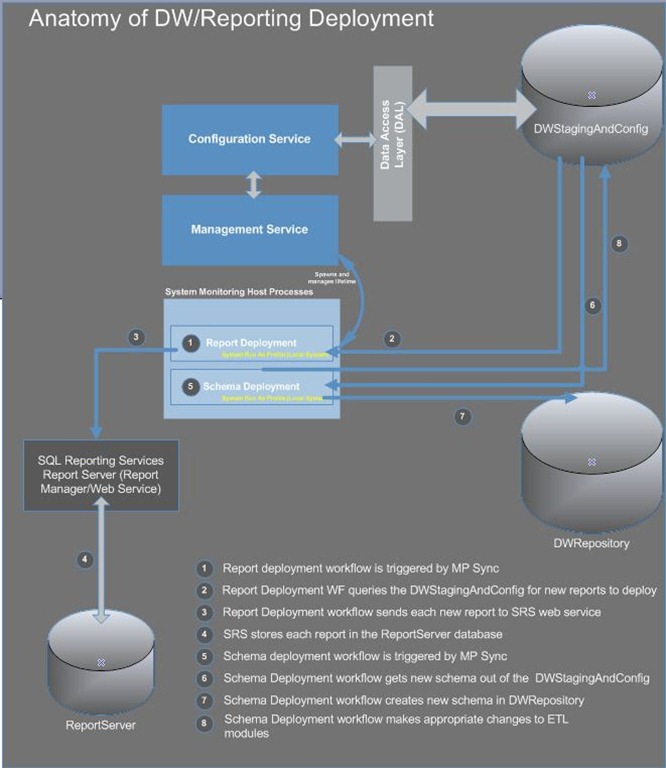 Anatomy of DW/Reporting Deployment
DWStagingAndConfig
Data Access
Layer (DAL)
Configuration Service
Management Service
Spawns and
manages lifetime
System Monitoring Host Processes
8
6
3
2
1
Report Deployment
System Run As Profile (Local System
5
Schema Deployment
System Run As Profile (Local System
7
SQL Reporting Services
Report Server (Report
Manager/Web Service)
DWRepository
4
ReportServer
1 Report deployment workflow is triggered by MP Sync
2 Report Deployment WF queries the DWStagingAndConfig for new reports to deploy
3 Report Deployment workflow sends each new report to SRS web service
4 SRS stores each report in the ReportServer database
5 Schema deployment workflow is triggered by MP Sync
6 Schema Deployment workflow gets new schema out of the DWStagingAndConfig
7 Schema Deployment workflow creates new schema in DWRepository
8 Schema Deployment workflow makes appropriate changes to ETL
modules